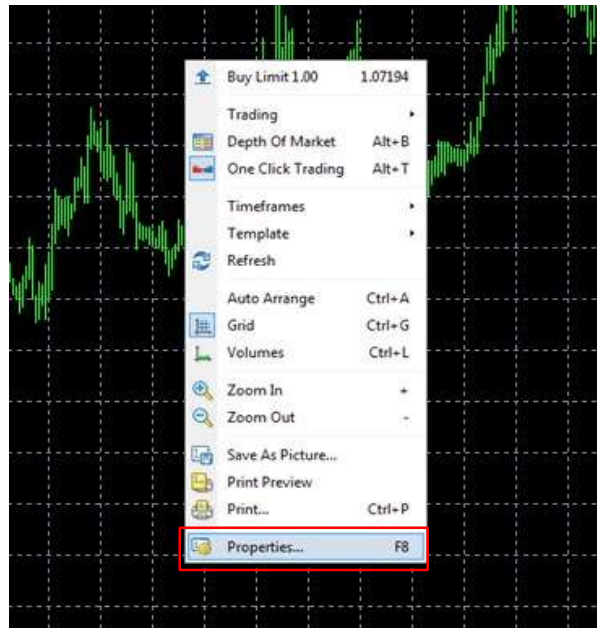 Buy Limit 1.00 1.07194
Trading
Depth Of Market Alt+B
One Click Trading Alt+T
Timeframes
Template
Refresh
Auto Arrange Ctrl+A
Grid Ctrl+G
Volumes Ctrl+L
Zoom In +
Zoom Out -
Save As Picture...
Print Preview
Print... Ctrl+P
Properties... F8